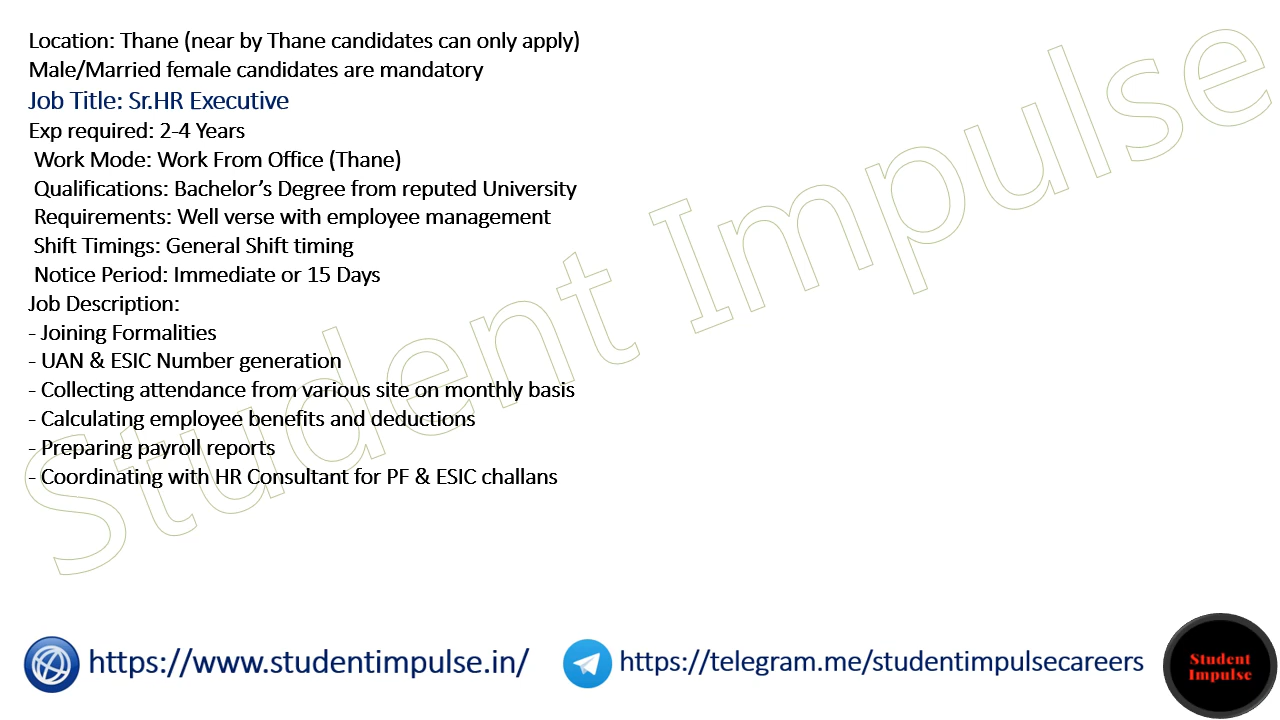 Location: Thane (near by Thane candidates can only apply)
Male/Married female candidates are mandatory
Job Title: Sr.HR Executive
Exp required: 2-4 Years
Work Mode: Work From Office (Thane)
Qualifications: Bachelor’s Degree from reputed University
Requirements: Well verse with employee management
Shift Timings: General Shift timing
Notice Period: Immediate or 15 Days
Job Description:
- Joining Formalities
- UAN & ESIC Number generation
- Collecting attendance from various site on monthly basis
- Calculating employee benefits and deductions
- Preparing payroll reports
- Coordinating with HR Consultant for PF & ESIC challans
Student Impulse
https://www.studentimpulse.in/
https://telegram.me/studentimpulsecareers
Student
Impulse